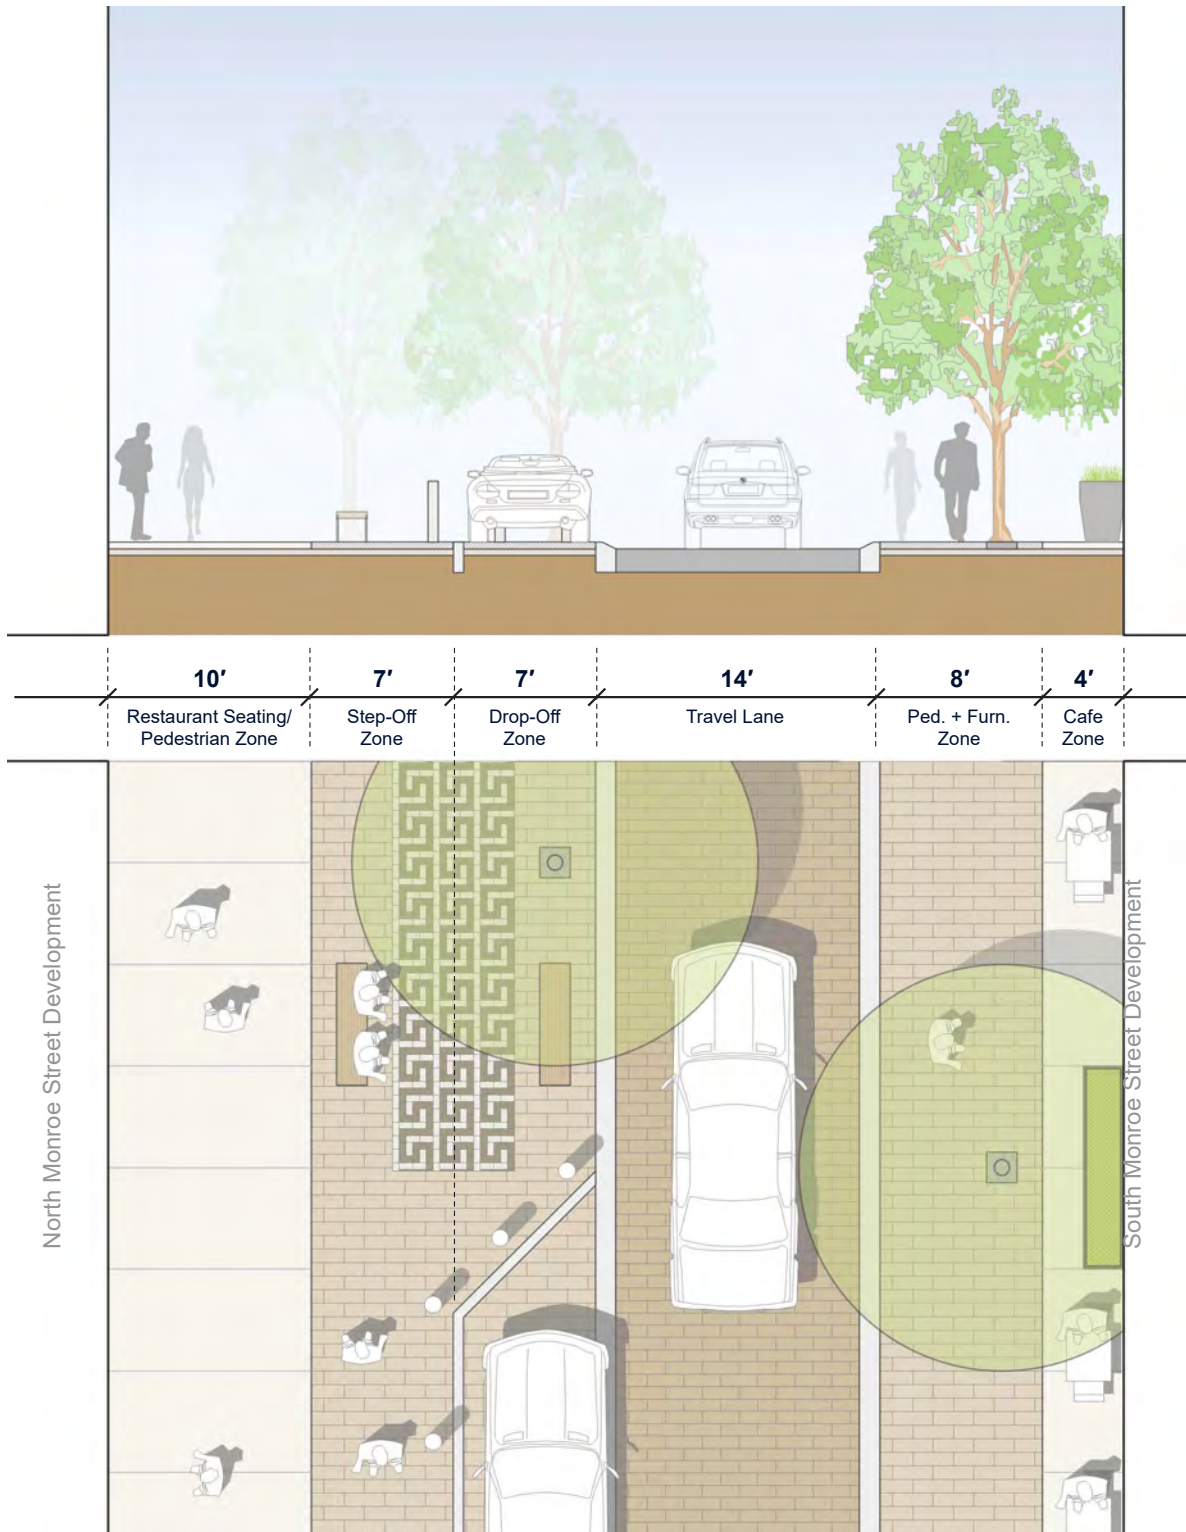 10′
7′
7′
14′
8′
4′
Restaurant Seating/
Pedestrian Zone
Step-Off
Zone
Drop-Off
Zone
Travel Lane
Ped. + Furn.
Zone
Cafe
Zone
North Monroe Street Development
South Monroe Street Development